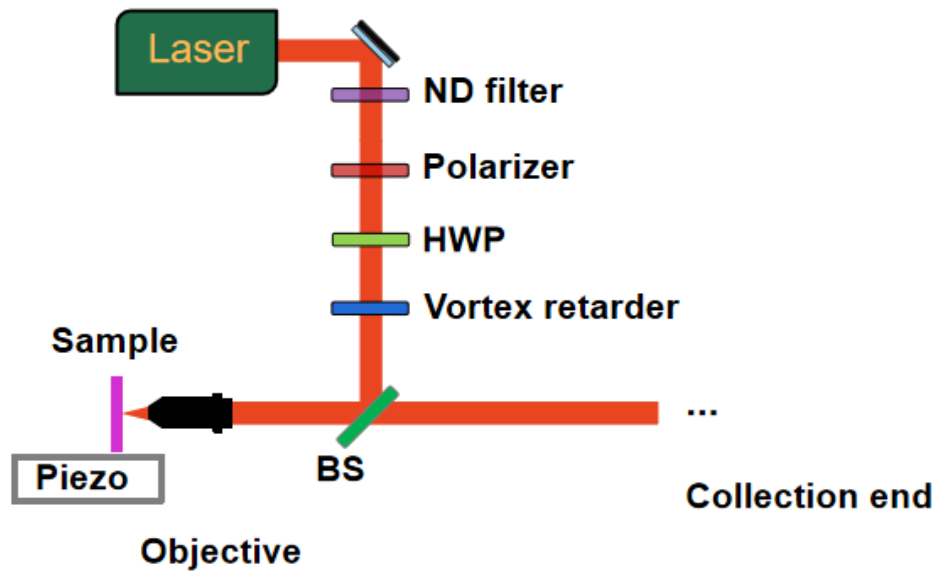 Laser
ND filter
Polarizer
HWP
Vortex retarder
Sample
...
BS
Piezo
Collection end
Objective